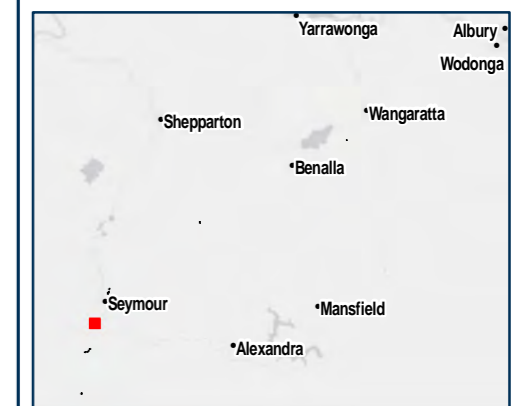 Yarrawonga
Albury
Wodonga
Wangaratta
Shepparton
Benalla
Seymour
Mansfield
Alexandra